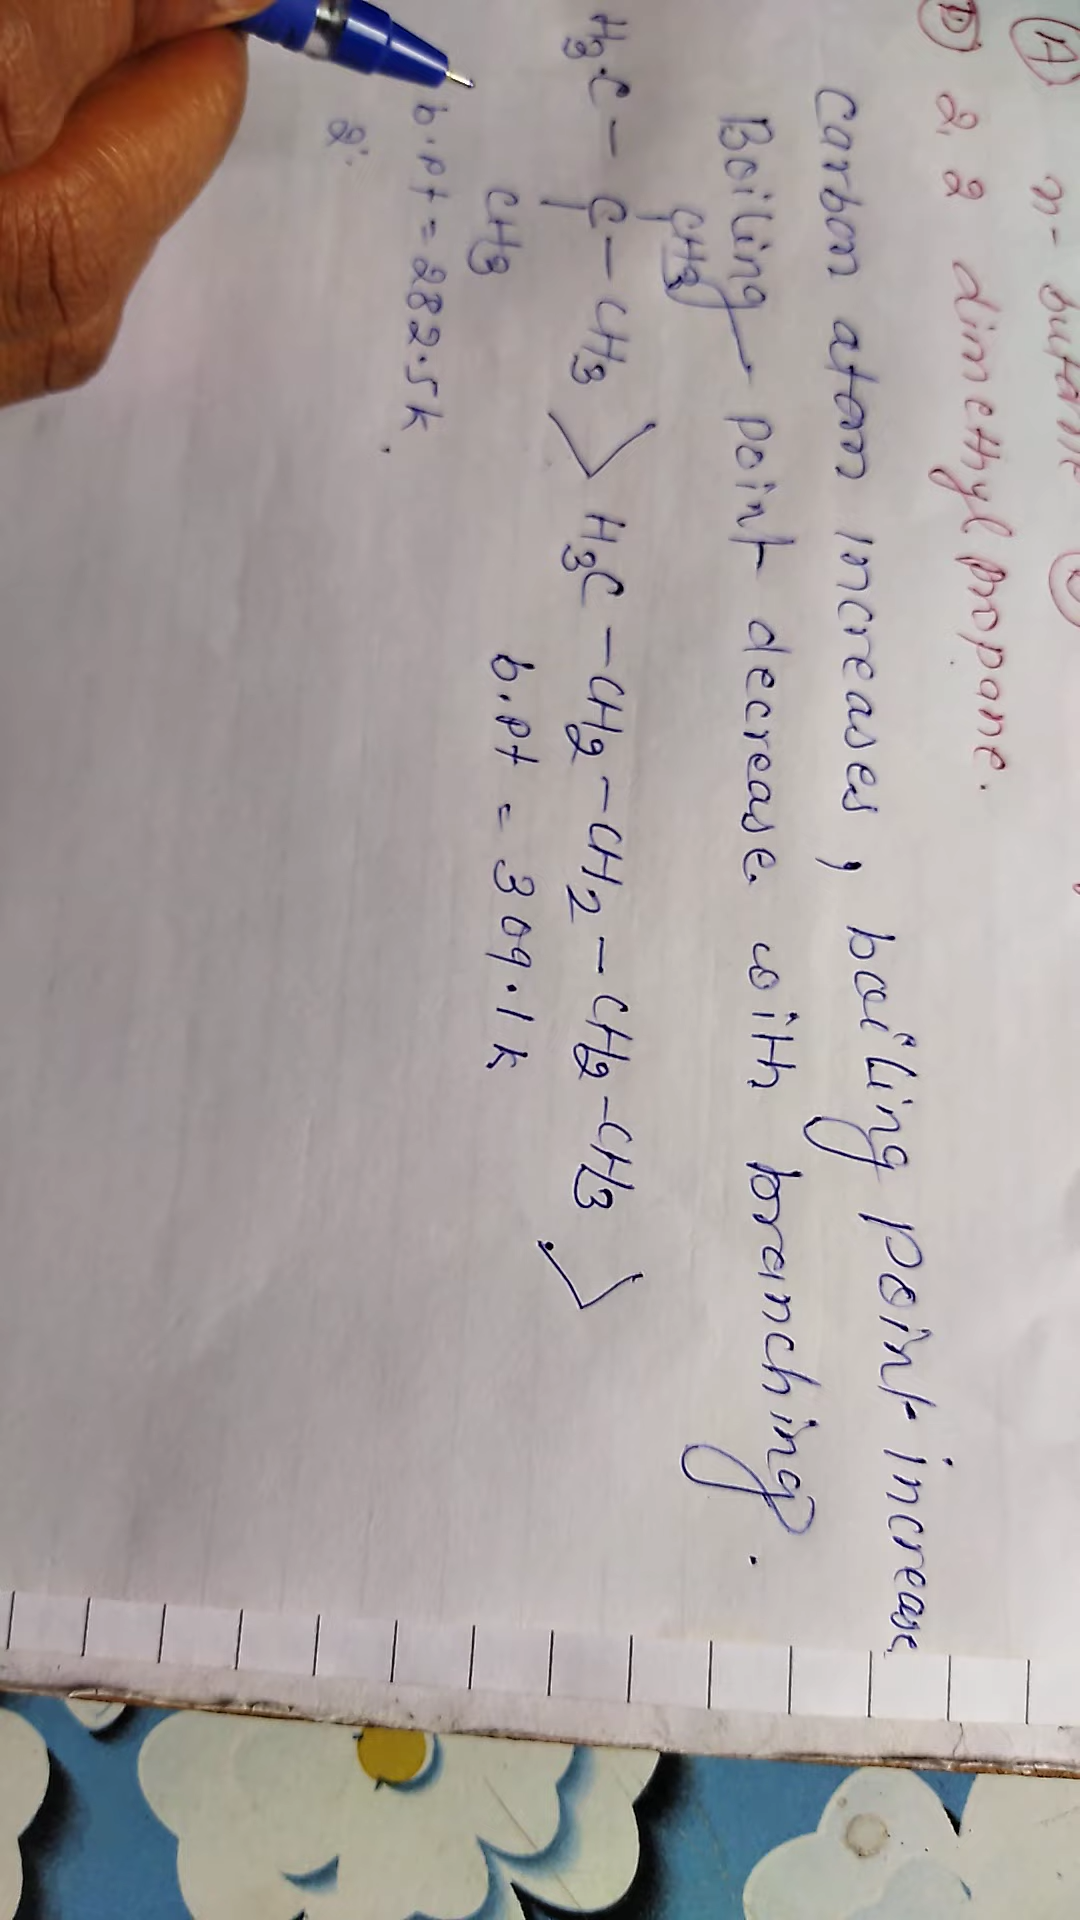 (A) n- butane
(D) 2, 2 dimethyl propane.
Carbon atom increases, boiling point increase
Boiling point decrease with branching.
CH3
H3C - C - CH3 > H3C - CH2 - CH2 - CH2 - CH3 >
CH3
b.pt = 309.1 k
b.pt = 282.5 k
2